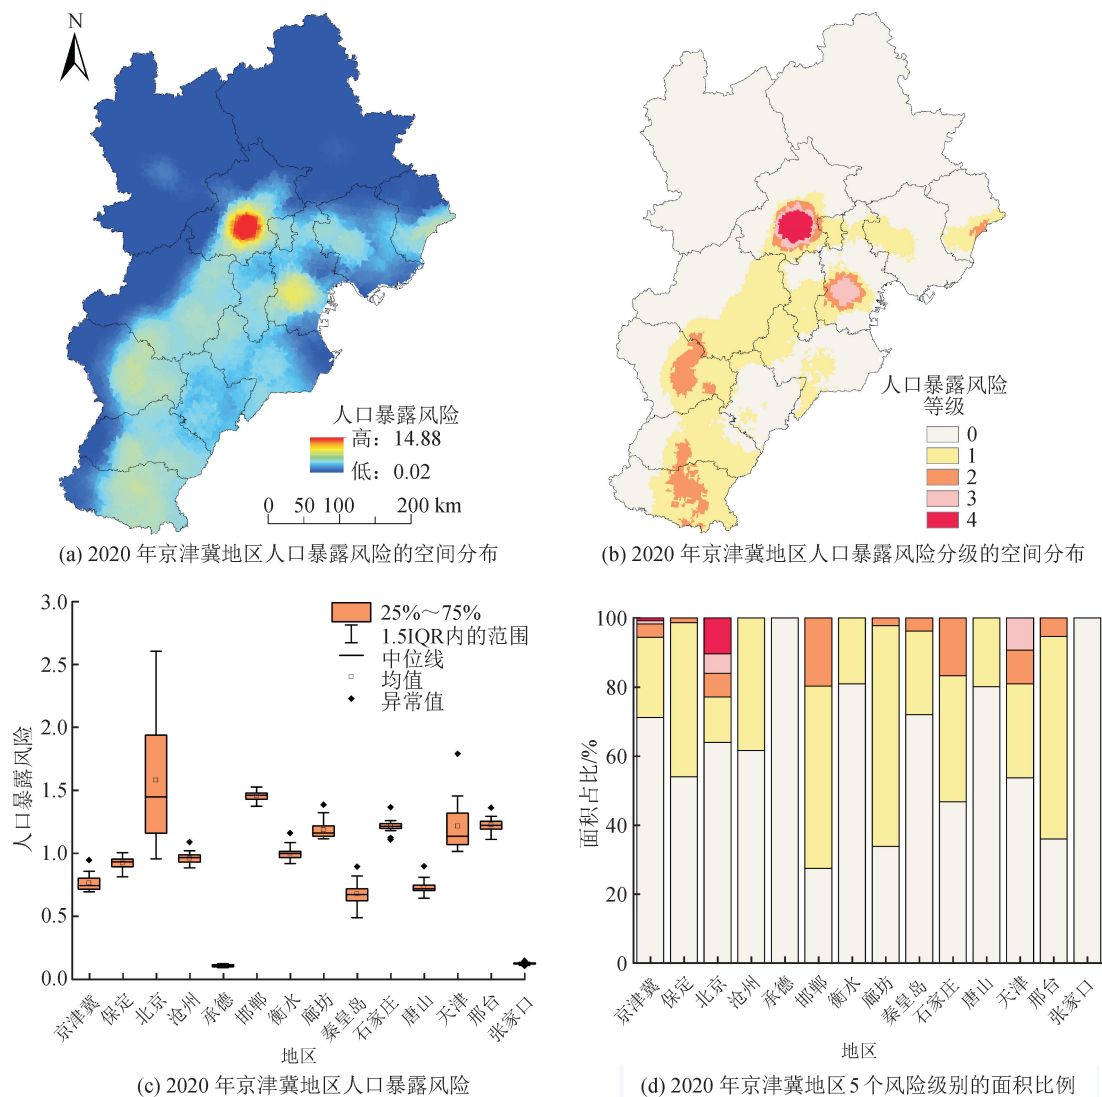 N
人口暴露风险
高：14.88
低：0.02
0 50 100 200 km
(a) 2020 年京津冀地区人口暴露风险的空间分布
人口暴露风险
等级
0
1
2
3
4
(b) 2020 年京津冀地区人口暴露风险分级的空间分布
人口暴露风险
3.0
2.5
2.0
1.5
1.0
0.5
0.0
25%～75%
1.5IQR内的范围
中位线
均值
异常值
京津冀
保定
北京
沧州
承德
邯郸
衡水
廊坊
秦皇岛
石家庄
唐山
天津
邢台
张家口
地区
(c) 2020 年京津冀地区人口暴露风险
面积占比/%
100
80
60
40
20
0
京津冀
保定
北京
沧州
承德
邯郸
衡水
廊坊
秦皇岛
石家庄
唐山
天津
邢台
张家口
地区
(d) 2020 年京津冀地区 5 个风险级别的面积比例